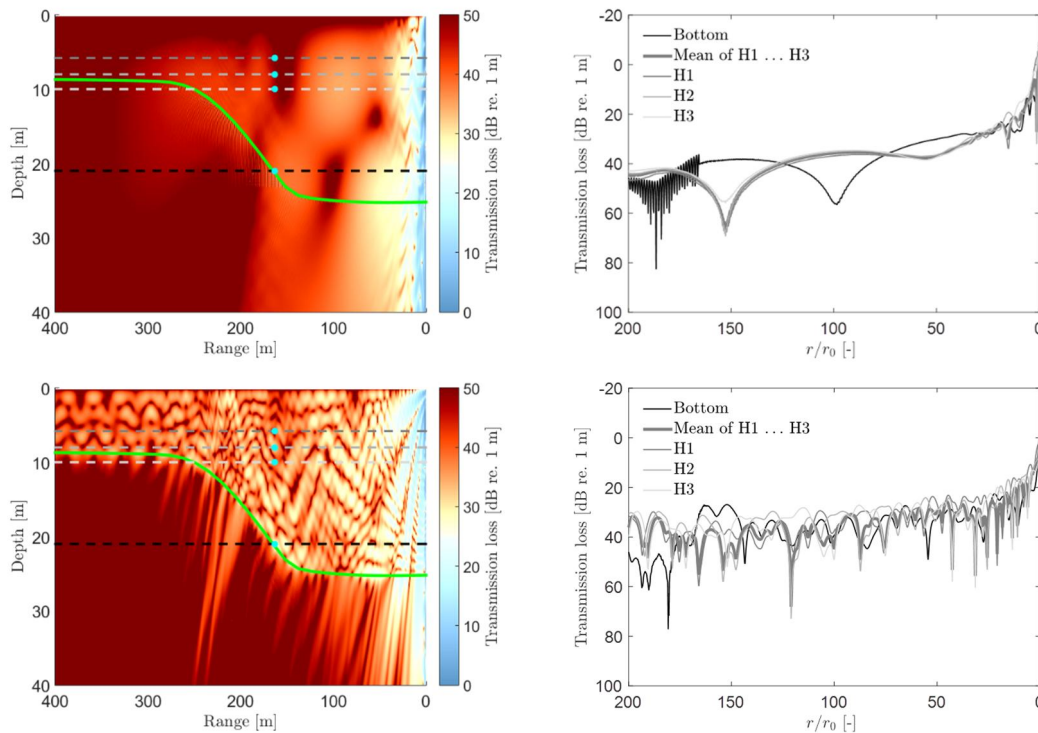 0
10
20
30
40
Depth [m]
400 300 200 100 0
Range [m]
50
40
30
20
10
0
Transmission loss [dB re. 1 m]
-20
0
20
40
60
80
100
Transmission loss [dB re. 1 m]
Bottom
Mean of H1 … H3
H1
H2
H3
200 150 100 50 0
r/r0 [-]
0
10
20
30
40
Depth [m]
400 300 200 100 0
Range [m]
50
40
30
20
10
0
Transmission loss [dB re. 1 m]
-20
0
20
40
60
80
100
Transmission loss [dB re. 1 m]
Bottom
Mean of H1 … H3
H1
H2
H3
200 150 100 50 0
r/r0 [-]